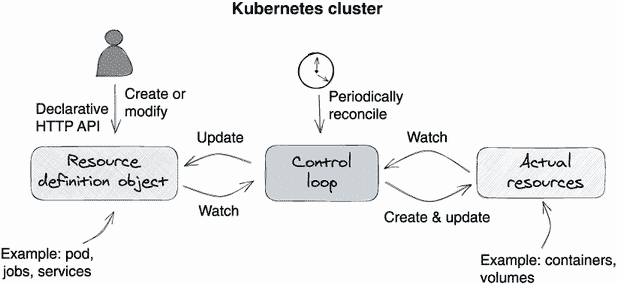 Kubernetes cluster
Declarative
HTTP API
Create or
modify
Periodically
reconcile
Resource
definition object
Update
Watch
Control
loop
Watch
Create & update
Actual
resources
Example: pod,
jobs, services
Example: containers,
volumes